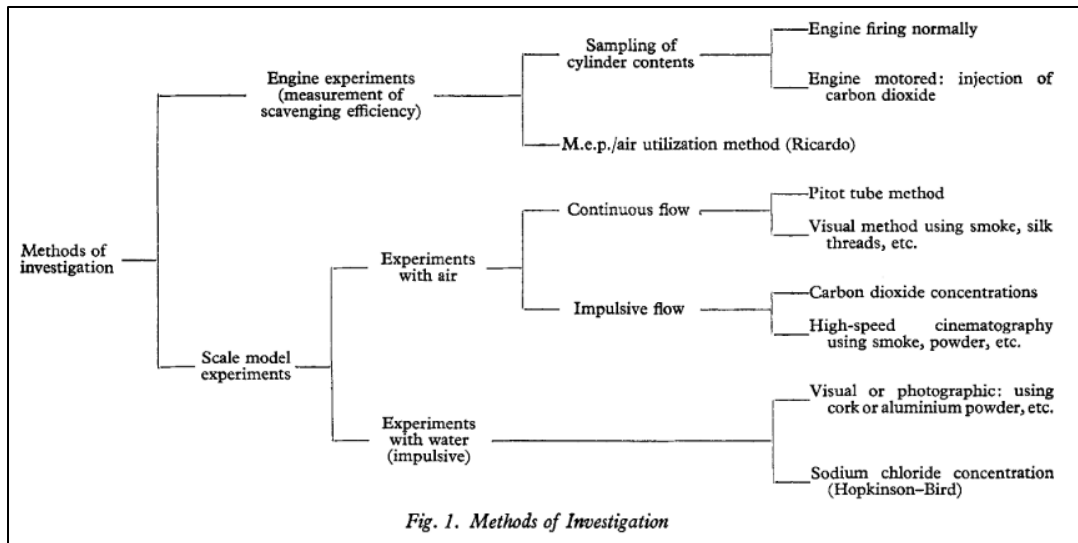 Engine firing normally
Sampling of
cylinder contents
Engine experiments
(measurement of
scavenging efficiency)
Engine motored: injection of
carbon dioxide
M.e.p./air utilization method (Ricardo)
Pitot tube method
Continuous flow
Visual method using smoke, silk
threads, etc.
Methods of
investigation
Experiments
with air
Carbon dioxide concentrations
Impulsive flow
High-speed cinematography
using smoke, powder, etc.
Scale model
experiments
Visual or photographic: using
cork or aluminium powder, etc.
Experiments
with water
(impulsive)
Sodium chloride concentration
(Hopkinson–Bird)
Fig. 1. Methods of Investigation